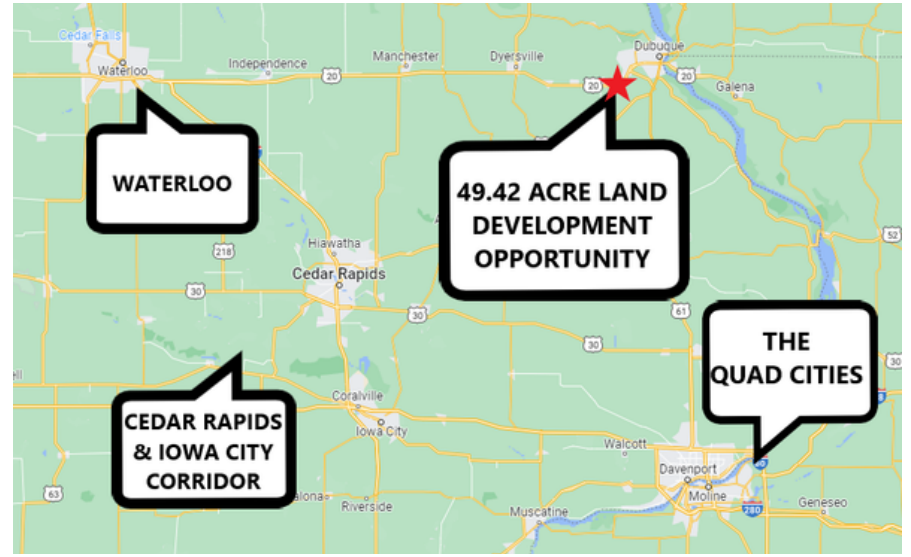 Cedar Falls
Waterloo
Independence
20
Manchester
Dyersville
Dubuque
20
20
Galena
WATERLOO
49.42 ACRE LAND
DEVELOPMENT
OPPORTUNITY
218
Hiawatha
Cedar Rapids
52
30
30
61
30
30
THE
QUAD CITIES
CEDAR RAPIDS
& IOWA CITY
CORRIDOR
Coralville
Iowa City
Walcott
Davenport
Moline
80
280
Geneseo
63
Riverside
Muscatine